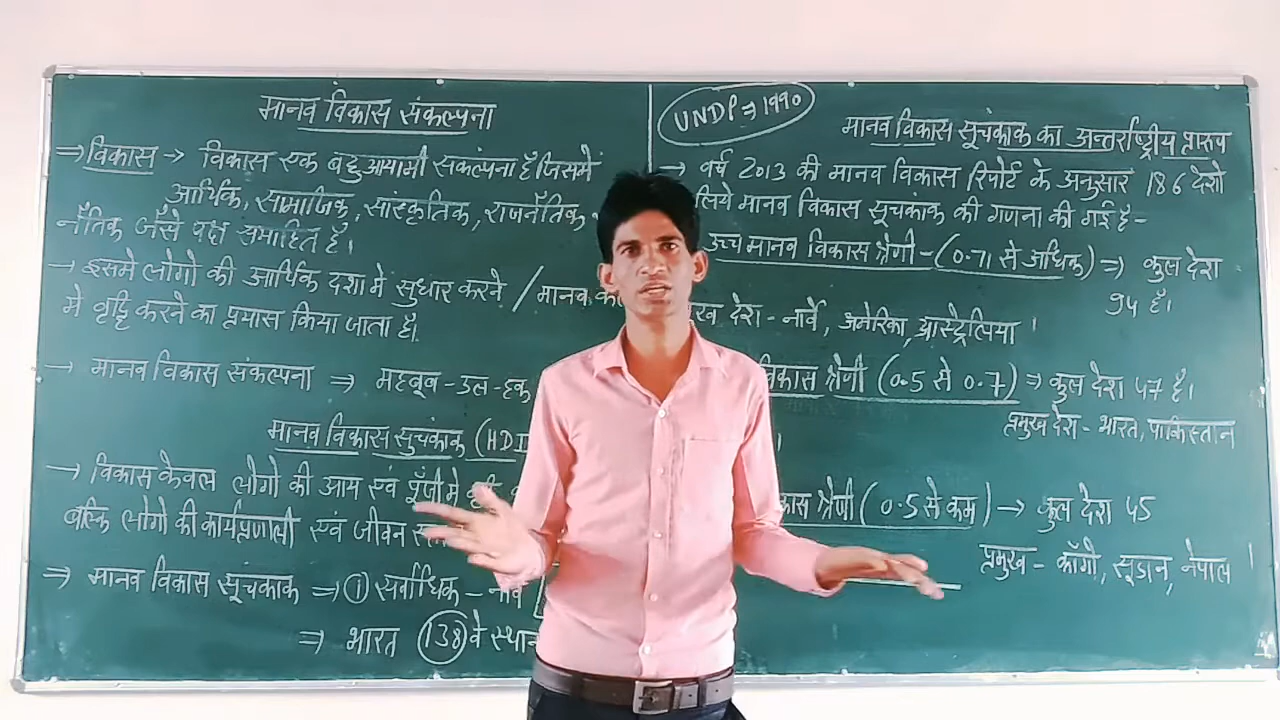 मानव विकास संकल्पना
⇒ विकास → विकास एक बहुआयामी संकल्पना है जिसमें
आर्थिक, सामाजिक, सांस्कृतिक, राजनैतिक
नैतिक जैसे पक्ष समाहित है।
→ इसमे लोगो की आर्थिक दशा मे सुधार करने / मानव
मे वृद्धि करने का प्रयास किया जाता है।
→ मानव विकास संकल्पना ⇒ महबूब-उल-हक
मानव विकास सुचंकाक (HDI
→ विकास केवल लोगो की आय एवं पूँजी मे
बल्कि लोगो की कार्यप्रणाली एवं जीवन
⇒ मानव विकास सूचकाक ⇒ ① सर्वाधिक - नार्वे
⇒ भारत 138 वे स्थान
UNDP ⇒ 1990
मानव विकास सूचंकाक का अन्तर्राष्ट्रीय प्रारूप
→ वर्ष 2013 की मानव विकास रिपोर्ट के अनुसार 186 देशो
लिये मानव विकास सूचकाक की गणना की गई है -
उच्च मानव विकास श्रेणी - (0.71 से अधिक) ⇒ कुल देश
94 है।
देश - नार्वे, अमेरिका, आस्ट्रेलिया।
विकास श्रेणी (0.5 से 0.7) ⇒ कुल देश 47 है।
प्रमुख देश - भारत, पाकिस्तान
।
श्रेणी (0.5 से कम) → कुल देश 45
प्रमुख - काँगो, सूडान, नेपाल।